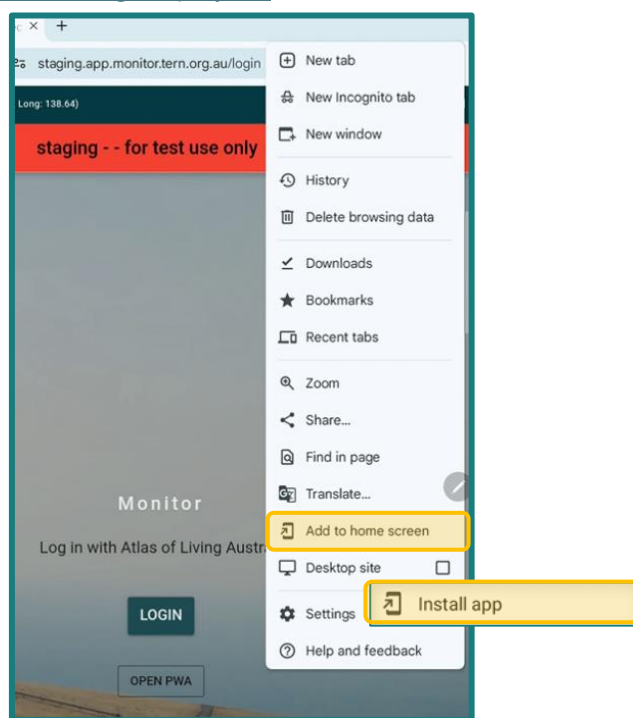 staging.app.monitor.tern.org.au/login
Long: 138.64)
staging - - for test use only
Monitor
Log in with Atlas of Living Austr
LOGIN
OPEN PWA
New tab
New Incognito tab
New window
History
Delete browsing data
Downloads
Bookmarks
Recent tabs
Zoom
Share...
Find in page
Translate...
Add to home screen
Desktop site
Settings
Install app
Help and feedback